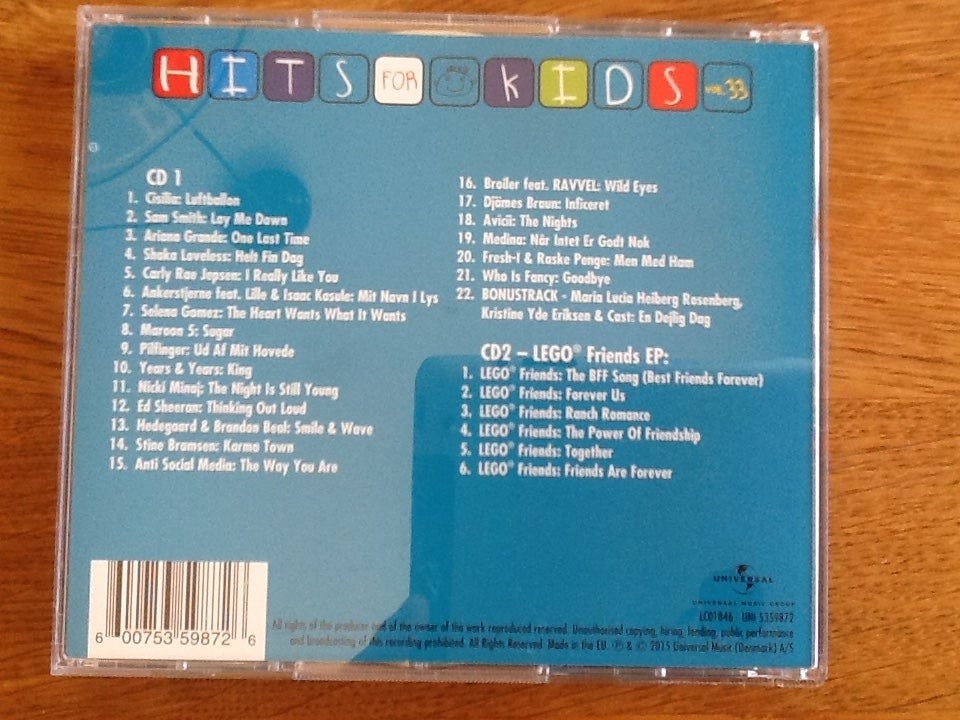 HITS FOR KIDS VOL. 33
CD 1
1. Cisilia: Luftballon
2. Sam Smith: Lay Me Down
3. Ariana Grande: One Last Time
4. Shaka Loveless: Helt Fin Dag
5. Carly Rae Jepsen: I Really Like You
6. Ankerstjerne feat. Lille & Isaac Kasule: Mit Navn I Lys
7. Selena Gomez: The Heart Wants What It Wants
8. Maroon 5: Sugar
9. Pilfinger: Ud Af Mit Hovede
10. Years & Years: King
11. Nicki Minaj: The Night Is Still Young
12. Ed Sheeran: Thinking Out Loud
13. Hedegaard & Brandon Beal: Smile & Wave
14. Stine Bramsen: Karma Town
15. Anti Social Media: The Way You Are
16. Broiler feat. RAVVEL: Wild Eyes
17. Djämes Braun: Inficeret
18. Avicii: The Nights
19. Medina: Når Intet Er Godt Nok
20. Fresh-I & Raske Penge: Men Med Ham
21. Who Is Fancy: Goodbye
22. BONUSTRACK - Maria Lucia Heiberg Rosenberg,
Kristine Yde Eriksen & Cast: En Dejlig Dag
CD2 – LEGO® Friends EP:
1. LEGO® Friends: The BFF Song (Best Friends Forever)
2. LEGO® Friends: Forever Us
3. LEGO® Friends: Ranch Romance
4. LEGO® Friends: The Power Of Friendship
5. LEGO® Friends: Together
6. LEGO® Friends: Friends Are Forever
UNIVERSAL
UNIVERSAL MUSIC GROUP
LC01846 UNI 5359872
6 00753 59872 6
All rights of the producer and of the owner of the work reproduced reserved. Unauthorised copying, hiring, lending, public performance
and broadcasting of this recording prohibited. All Rights Reserved. Made in the EU. ℗ & © 2015 Universal Music (Denmark) A/S